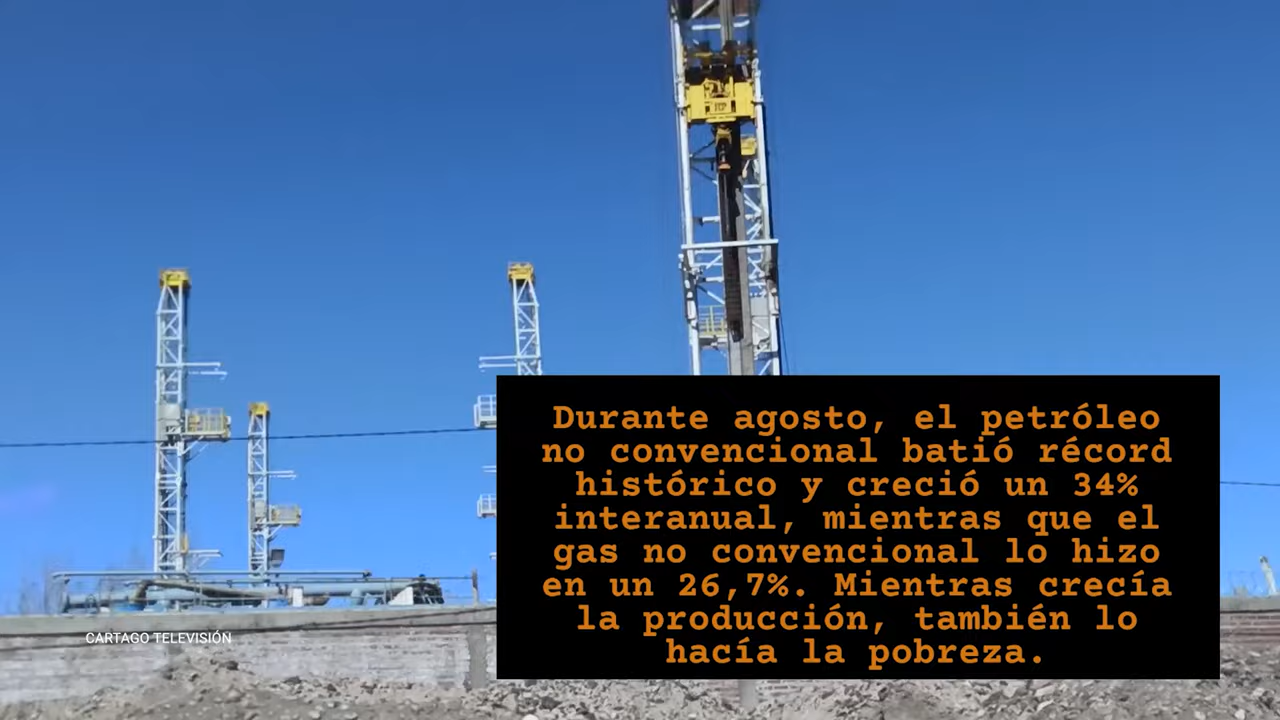 Durante agosto, el petróleo
no convencional batió récord
histórico y creció un 34%
interanual, mientras que el
gas no convencional lo hizo
en un 26,7%. Mientras crecía
la producción, también lo
hacía la pobreza.
CARTAGO TELEVISIÓN